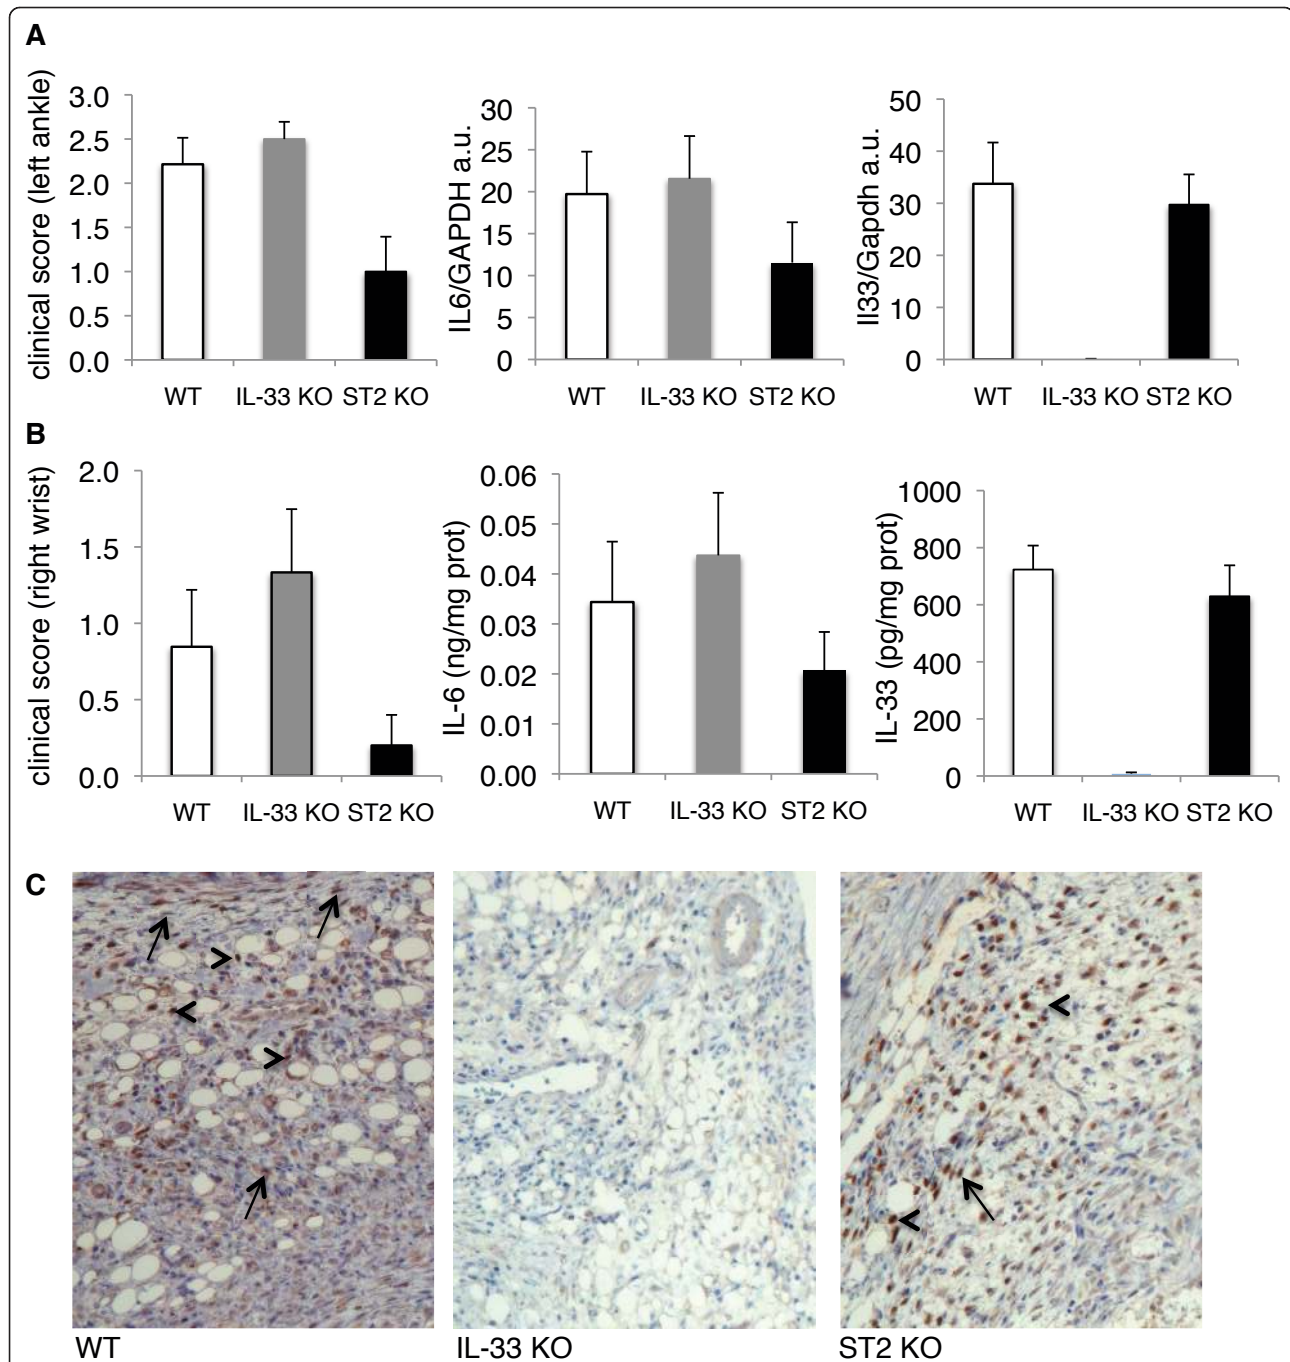 A
clinical score (left ankle)
3.0
2.5
2.0
1.5
1.0
0.5
0.0
WT IL-33 KO ST2 KO
IL6/GAPDH a.u.
30
25
20
15
10
5
0
WT IL-33 KO ST2 KO
Il33/Gapdh a.u.
50
40
30
20
10
0
WT IL-33 KO ST2 KO
B
clinical score (right wrist)
2.0
1.5
1.0
0.5
0.0
WT IL-33 KO ST2 KO
IL-6 (ng/mg prot)
0.06
0.05
0.04
0.03
0.02
0.01
0.00
WT IL-33 KO ST2 KO
IL-33 (pg/mg prot)
1000
800
600
400
200
0
WT IL-33 KO ST2 KO
C
WT
IL-33 KO
ST2 KO